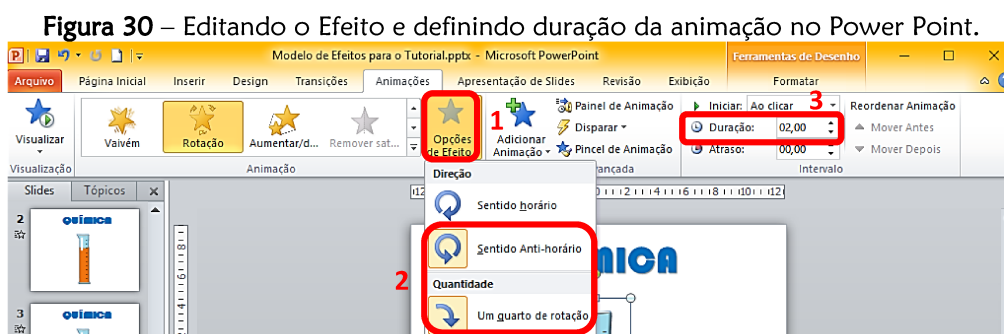 Figura 30 – Editando o Efeito e definindo duração da animação no Power Point.
Modelo de Efeitos para o Tutorial.pptx - Microsoft PowerPoint
Ferramentas de Desenho
Arquivo Página Inicial Inserir Design Transições Animações Apresentação de Slides Revisão Exibição Formatar
Visualizar
Vaivém
Rotação
Aumentar/d...
Remover sat...
Opções
de Efeito
1
Adicionar
Animação
Painel de Animação
Disparar
Pincel de Animação
Iniciar: Ao clicar
3
Duração: 02,00
Atraso: 00,00
Reordenar Animação
Mover Antes
Mover Depois
Visualização
Animação
Intervalo
Slides Tópicos
Direção
Sentido horário
Sentido Anti-horário
2
Quantidade
Um quarto de rotação
2
QUÍMICA
3
QUÍMICA